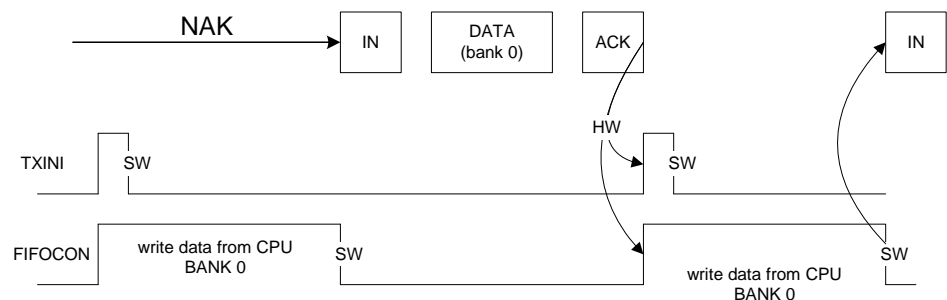 NAK
IN
DATA
(bank 0)
ACK
IN
HW
TXINI
SW
SW
FIFOCON
write data from CPU
BANK 0
SW
write data from CPU
BANK 0
SW